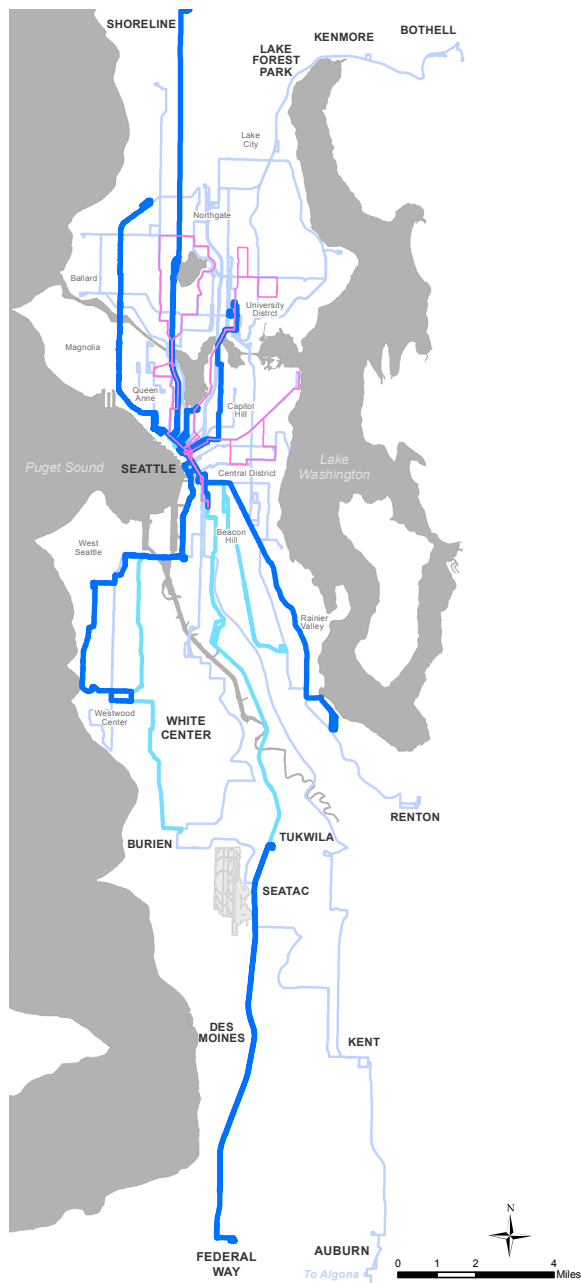 SHORELINE
KENMORE
BOTHELL
LAKE
FOREST
PARK
Lake
City
Northgate
Ballard
University
Distrct
Magnolia
Queen
Anne
Capitol
Hill
Puget Sound
SEATTLE
Central District
Lake
Washington
West
Seattle
Beacon
Hill
Rainier
Valley
Westwood
Center
WHITE
CENTER
RENTON
BURIEN
TUKWILA
SEATAC
DES
MOINES
KENT
N
FEDERAL
WAY
AUBURN
To Algona
0 1 2 4
Miles